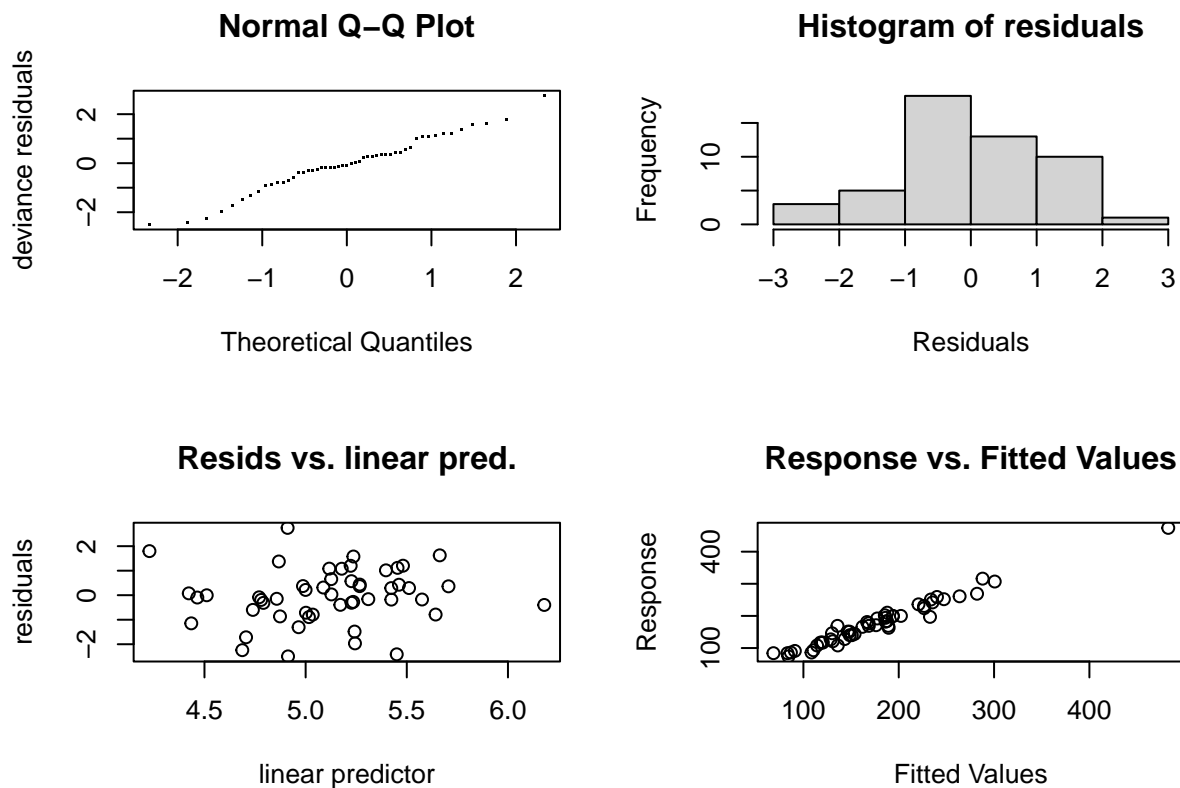 Normal Q−Q Plot
deviance residuals
2
0
−2
−2 −1 0 1 2
Theoretical Quantiles
Histogram of residuals
Frequency
10
0
−3 −2 −1 0 1 2 3
Residuals
Resids vs. linear pred.
residuals
2
0
−2
4.5 5.0 5.5 6.0
linear predictor
Response vs. Fitted Values
Response
400
100
100 200 300 400
Fitted Values